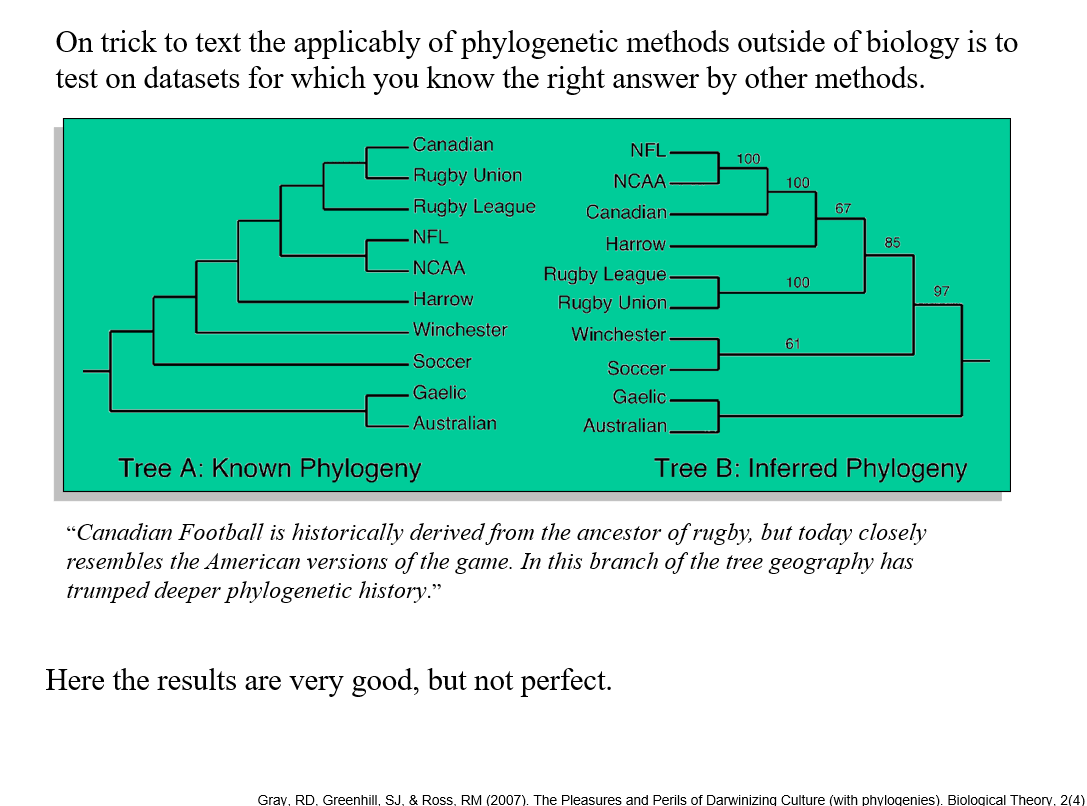 On trick to text the applicably of phylogenetic methods outside of biology is to
test on datasets for which you know the right answer by other methods.
Canadian
Rugby Union
Rugby League
NFL
NCAA
Harrow
Winchester
Soccer
Gaelic
Australian
Tree A: Known Phylogeny
NFL
100
NCAA
100
Canadian
67
Harrow
85
Rugby League
100
Rugby Union
97
Winchester
61
Soccer
Gaelic
Australian
Tree B: Inferred Phylogeny
“Canadian Football is historically derived from the ancestor of rugby, but today closely
resembles the American versions of the game. In this branch of the tree geography has
trumped deeper phylogenetic history.”
Here the results are very good, but not perfect.
Gray, RD, Greenhill, SJ, & Ross, RM (2007). The Pleasures and Perils of Darwinizing Culture (with phylogenies). Biological Theory, 2(4)